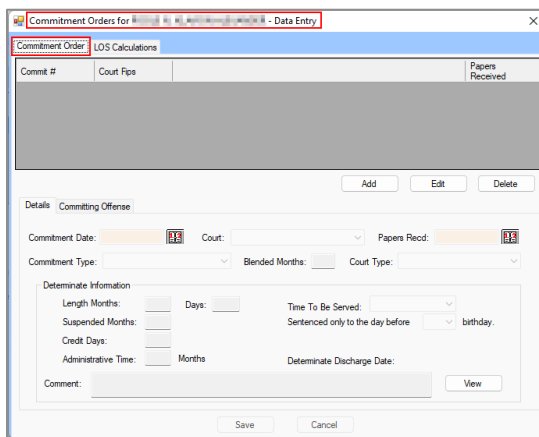 Commitment Orders for - Data Entry
Commitment Order LOS Calculations
Commit # Court Fips Papers Received
Add Edit Delete
Details Committing Offense
Commitment Date: Court: Papers Recd:
Commitment Type: Blended Months: Court Type:
Determinate Information
Length Months: Days: Time To Be Served:
Suspended Months: Sentenced only to the day before birthday.
Credit Days:
Administrative Time: Months Determinate Discharge Date:
Comment: View
Save Cancel